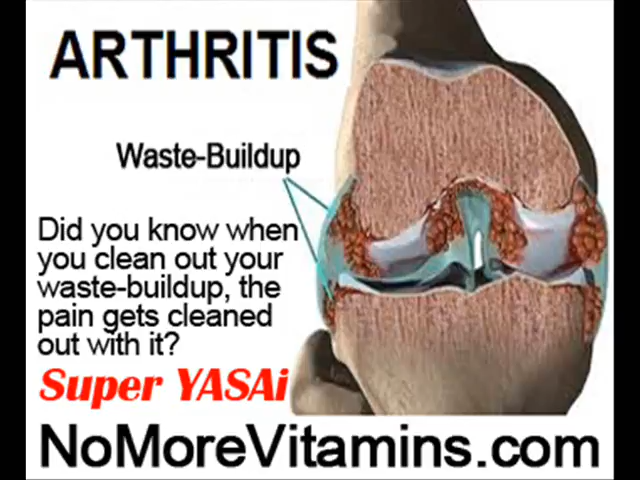 ARTHRITIS
Waste-Buildup
Did you know when
you clean out your
waste-buildup, the
pain gets cleaned
out with it?
Super YASAi
NoMoreVitamins.com